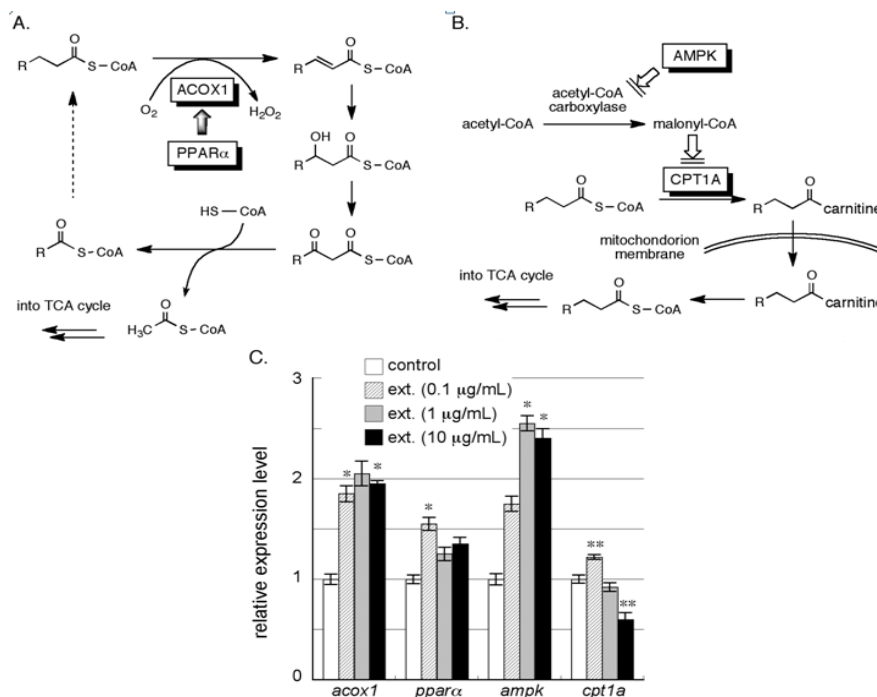 A.
R
O
S
CoA
O2
ACOX1
H2O2
PPARα
R
O
S
CoA
OH
O
R
S
CoA
HS
CoA
O
R
S
CoA
O
O
R
S
CoA
into TCA cycle
O
H3C
S
CoA
B.
AMPK
acetyl-CoA
carboxylase
acetyl-CoA
malonyl-CoA
CPT1A
O
R
S
CoA
O
R
carnitine
mitochondorion
membrane
into TCA cycle
O
R
S
CoA
O
R
carnitine
C.
control
ext. (0.1 µg/mL)
ext. (1 µg/mL)
ext. (10 µg/mL)
relative expression level
3
2
1
0
*
*
*
*
*
**
**
acox1
pparα
ampk
cpt1a